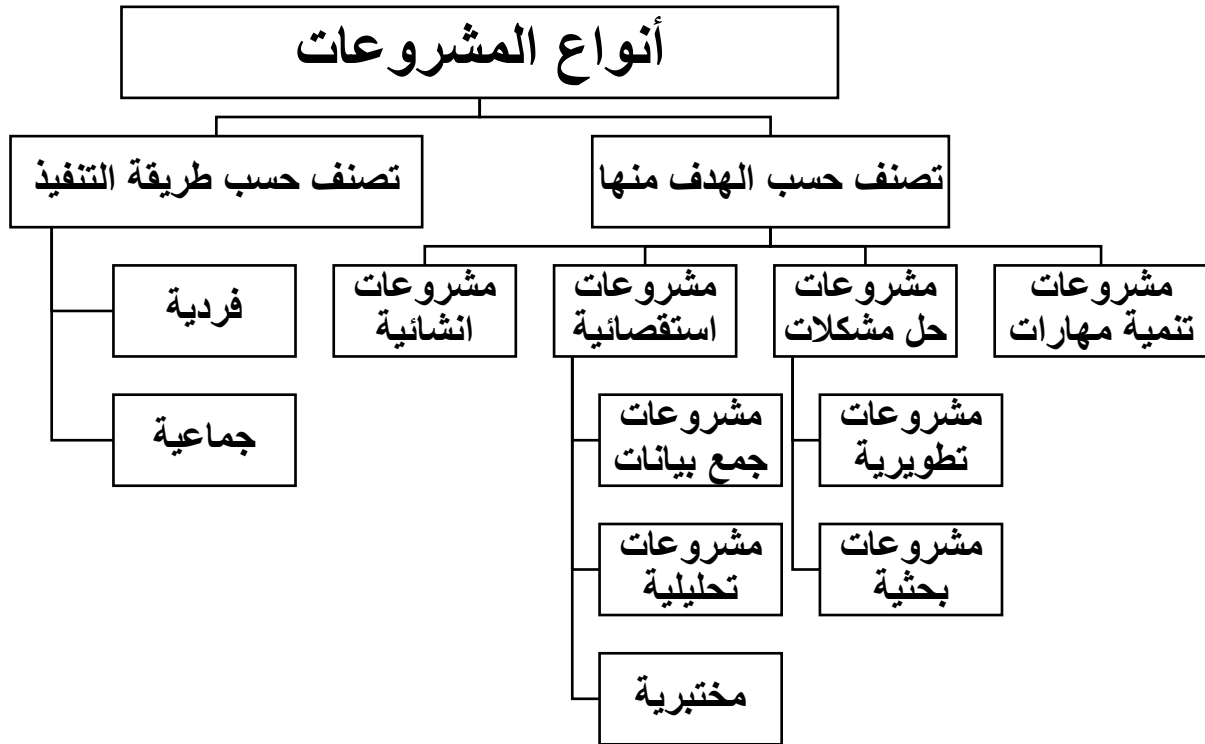 أنواع المشروعات
تصنف حسب الهدف منها
تصنف حسب طريقة التنفيذ
مشروعات
تنمية مهارات
مشروعات
حل مشكلات
مشروعات
استقصائية
مشروعات
انشائية
فردية
مشروعات
تطويرية
مشروعات
جمع بيانات
جماعية
مشروعات
بحثية
مشروعات
تحليلية
مختبرية